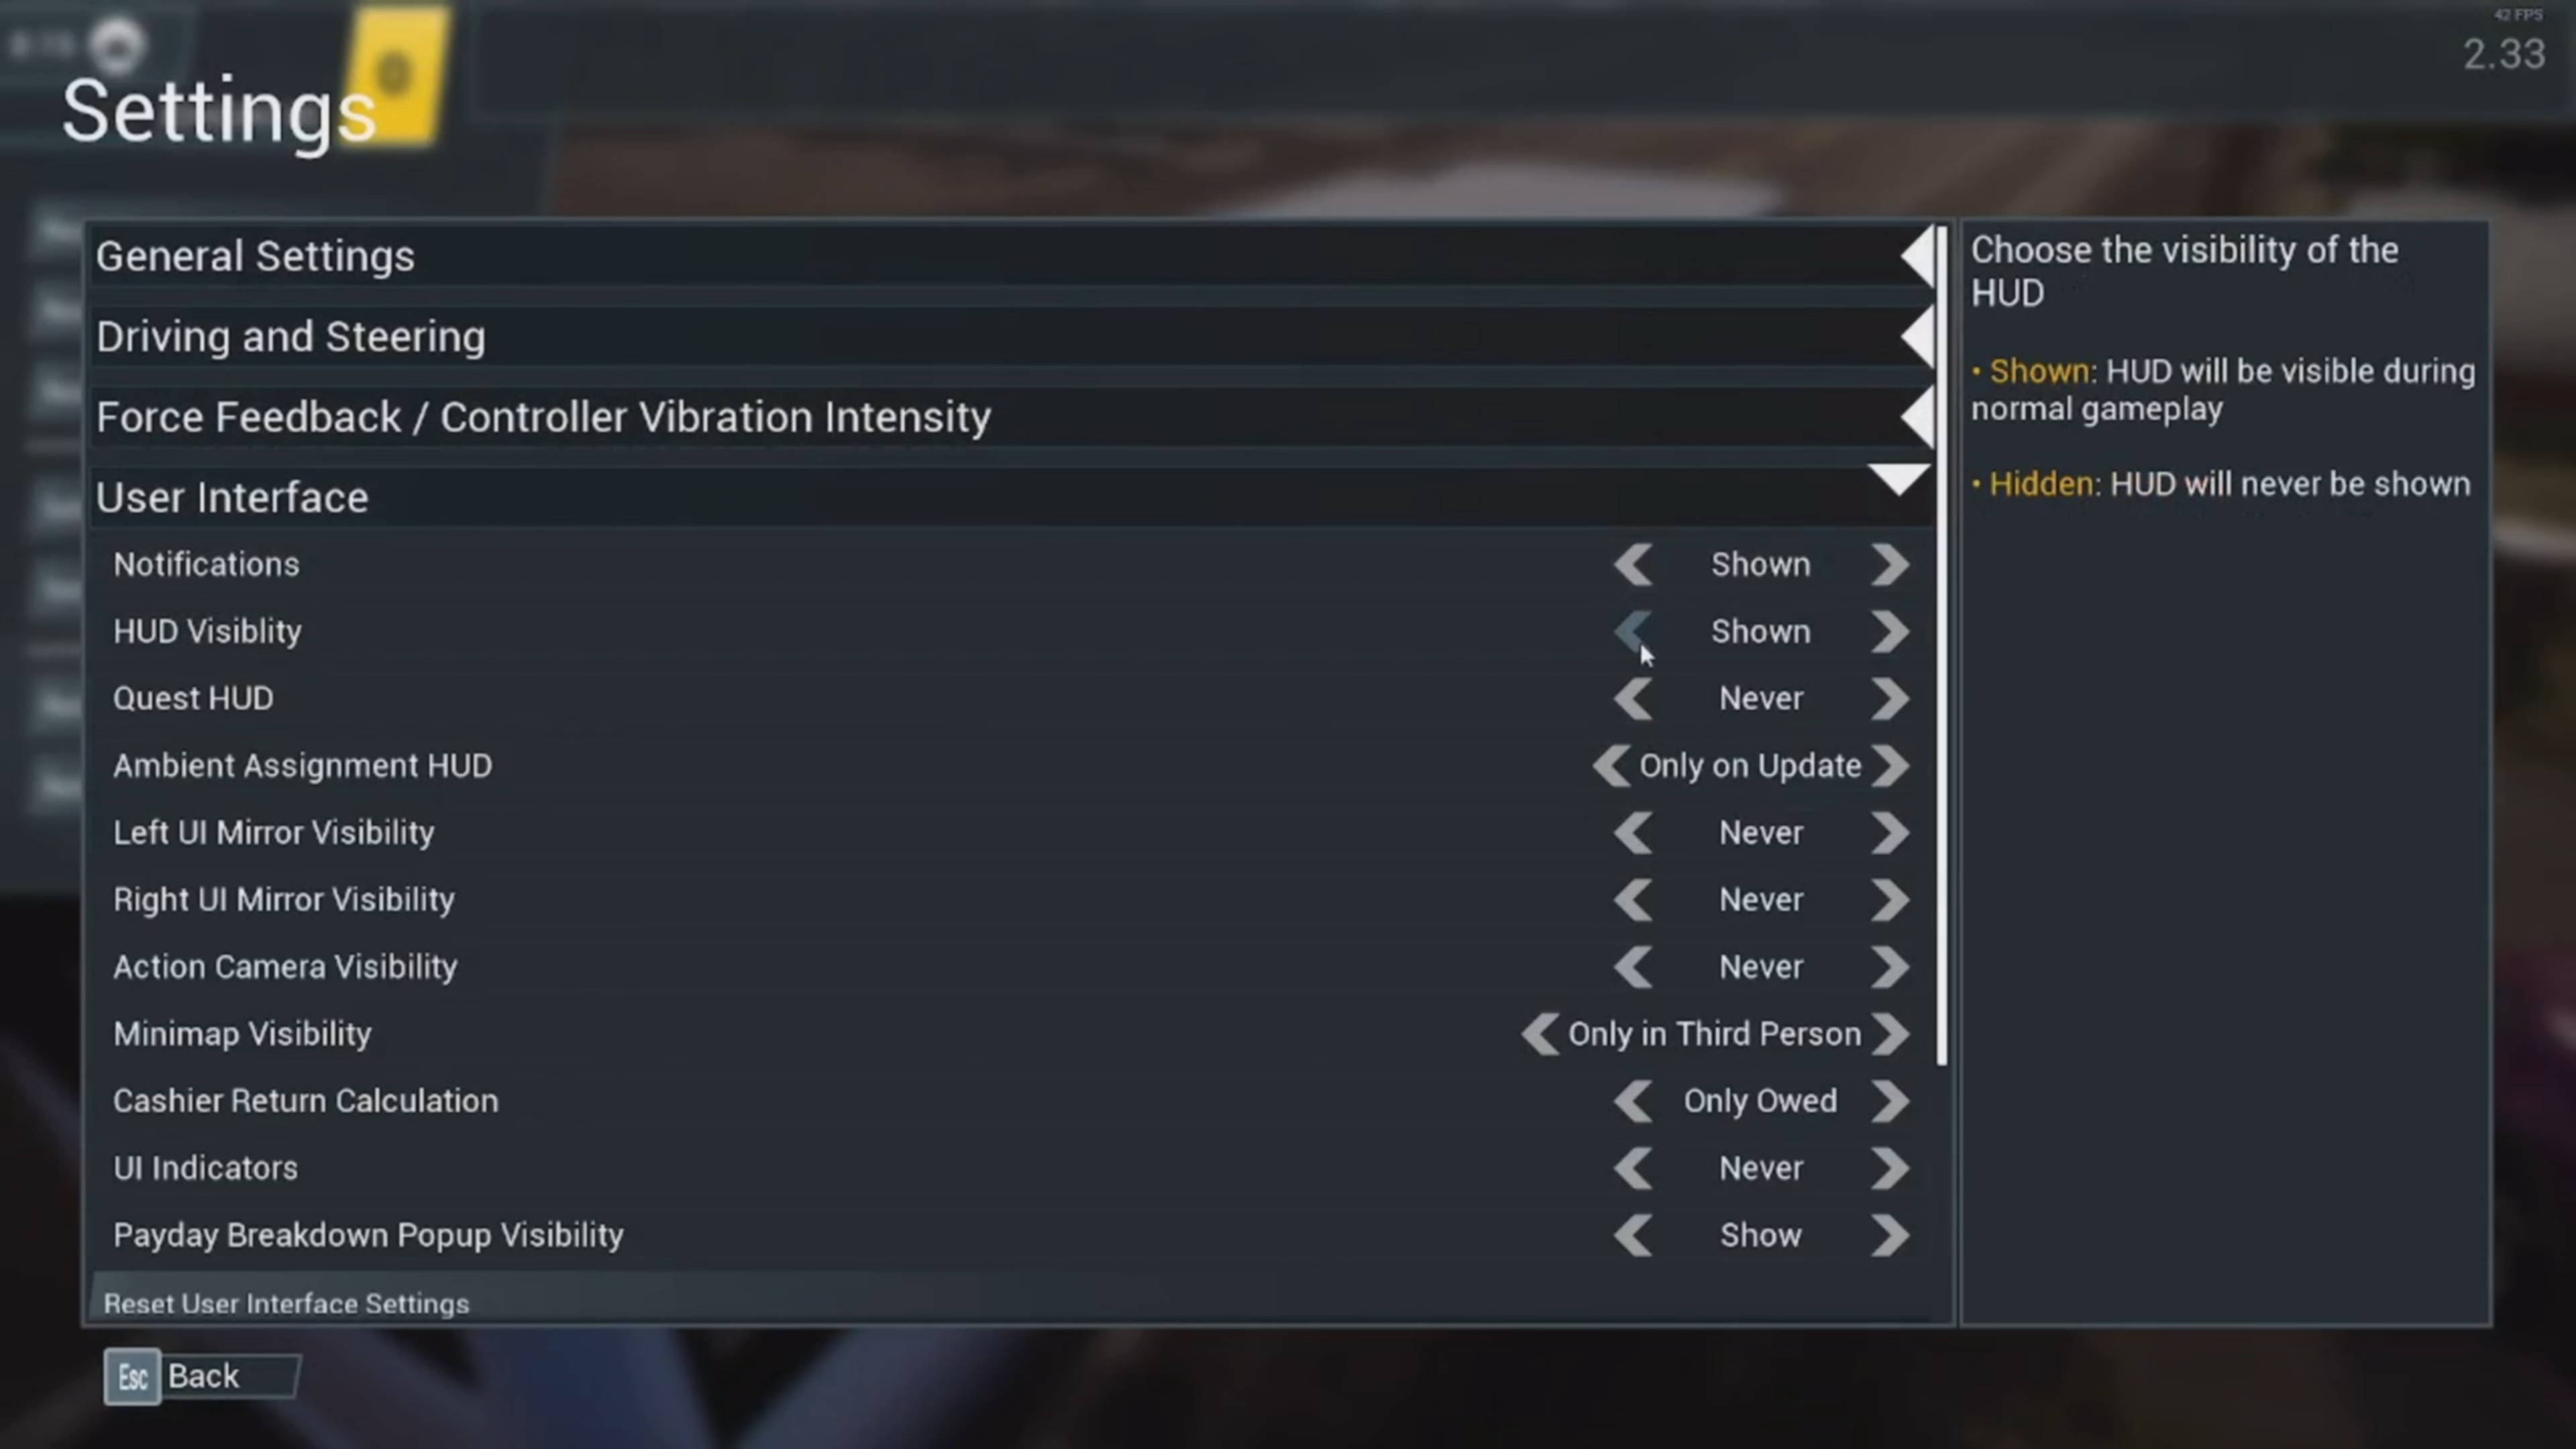 42 FPS
2.33
Settings
General Settings
Driving and Steering
Force Feedback / Controller Vibration Intensity
User Interface
Notifications Shown
HUD Visiblity Shown
Quest HUD Never
Ambient Assignment HUD Only on Update
Left UI Mirror Visibility Never
Right UI Mirror Visibility Never
Action Camera Visibility Never
Minimap Visibility Only in Third Person
Cashier Return Calculation Only Owed
UI Indicators Never
Payday Breakdown Popup Visibility Show
Reset User Interface Settings
Choose the visibility of the
HUD
• Shown: HUD will be visible during
normal gameplay
• Hidden: HUD will never be shown
Esc Back